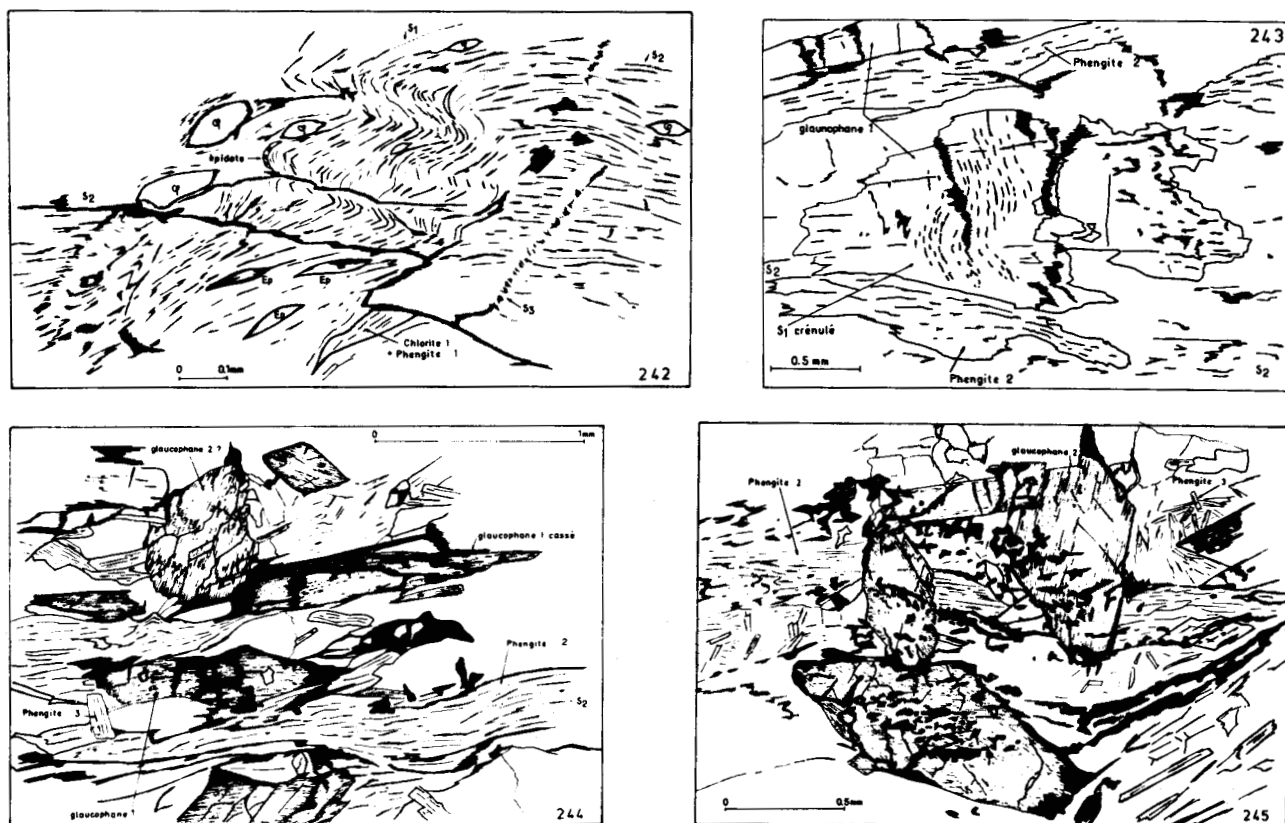 S₁
S₂
q
q
q
q
épidote
S₂
q
Ep
Ep
Ep
S₃
Chlorite 1
+ Phengite 1
0 0.1mm
242
243
Phengite 2
glaunophane 1
S₂
S₁ crénulé
0.5 mm
Phengite 2
S₂
0 1mm
glaucophane 2 ?
glaucophane 1 cassé
Phengite 2
S₂
Phengite 3
glaucophane 1
244
glaucophane 2
Phengite 3
Phengite 2
0 0.5mm
245